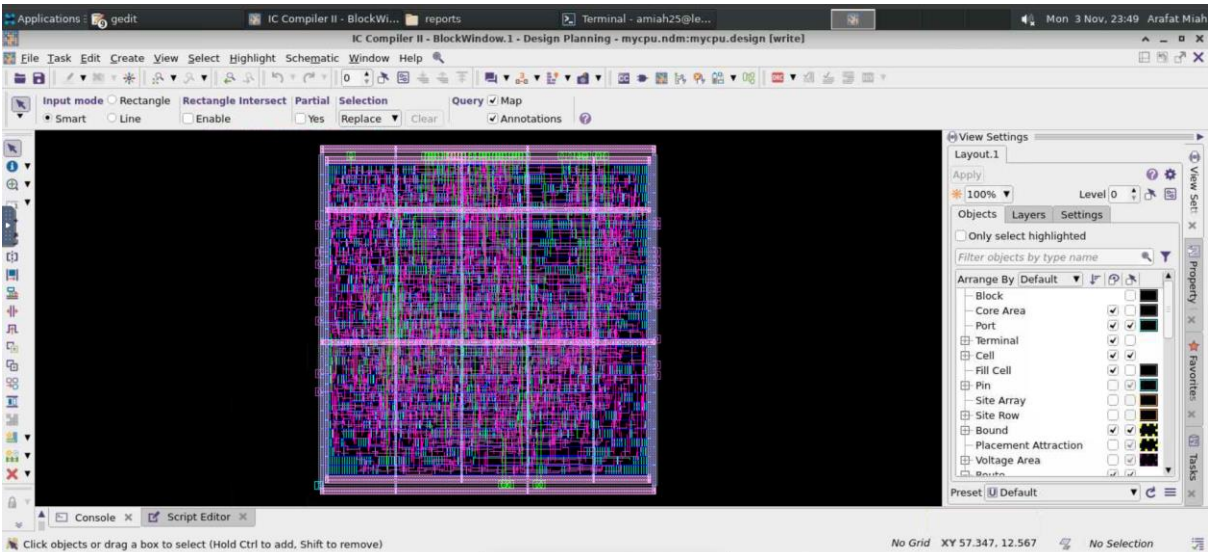 Applications gedit IC Compiler II - BlockWi... reports Terminal - amiah25@le... Mon 3 Nov, 23:49 Arafat Miah
IC Compiler II - BlockWindow.1 - Design Planning - mycpu.ndm:mycpu.design [write]
File Task Edit Create View Select Highlight Schematic Window Help
0
Input mode Rectangle Rectangle Intersect Partial Selection Query Map
Smart Line Enable Yes Replace Clear Annotations
View Settings
Layout.1
Apply
100% Level 0
Objects Layers Settings
Only select highlighted
Filter objects by type name
Arrange By Default
Block
Core Area
Port
Terminal
Cell
Fill Cell
Pin
Site Array
Site Row
Bound
Placement Attraction
Voltage Area
Route
Preset U Default
View Sett
Property
Favorites
Tasks
Console Script Editor
Click objects or drag a box to select (Hold Ctrl to add, Shift to remove) No Grid XY 57.347, 12.567 No Selection